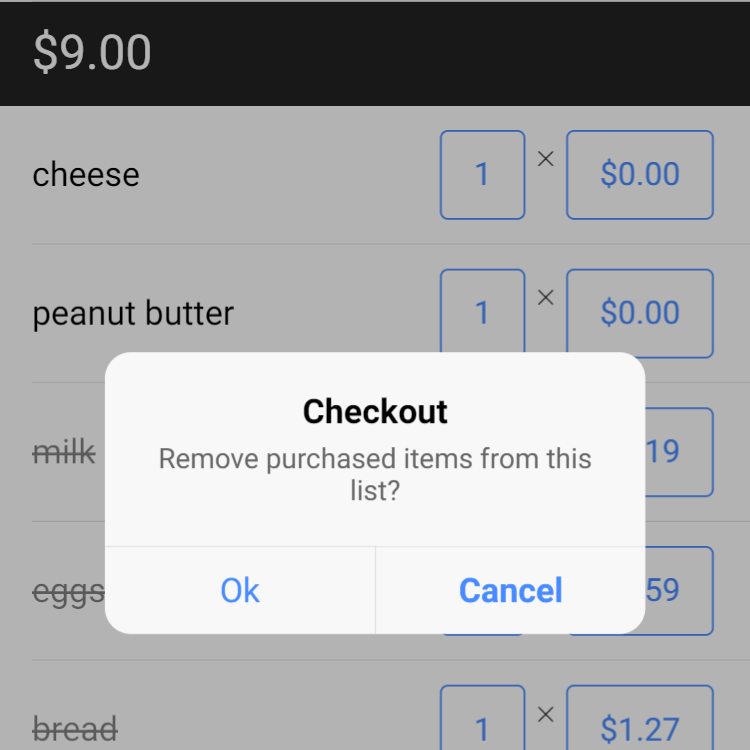 $9.00
cheese 1 × $0.00
peanut butter 1 × $0.00
Checkout
Remove purchased items from this
list?
milk 19
eggs 59
Ok Cancel
bread 1 × $1.27